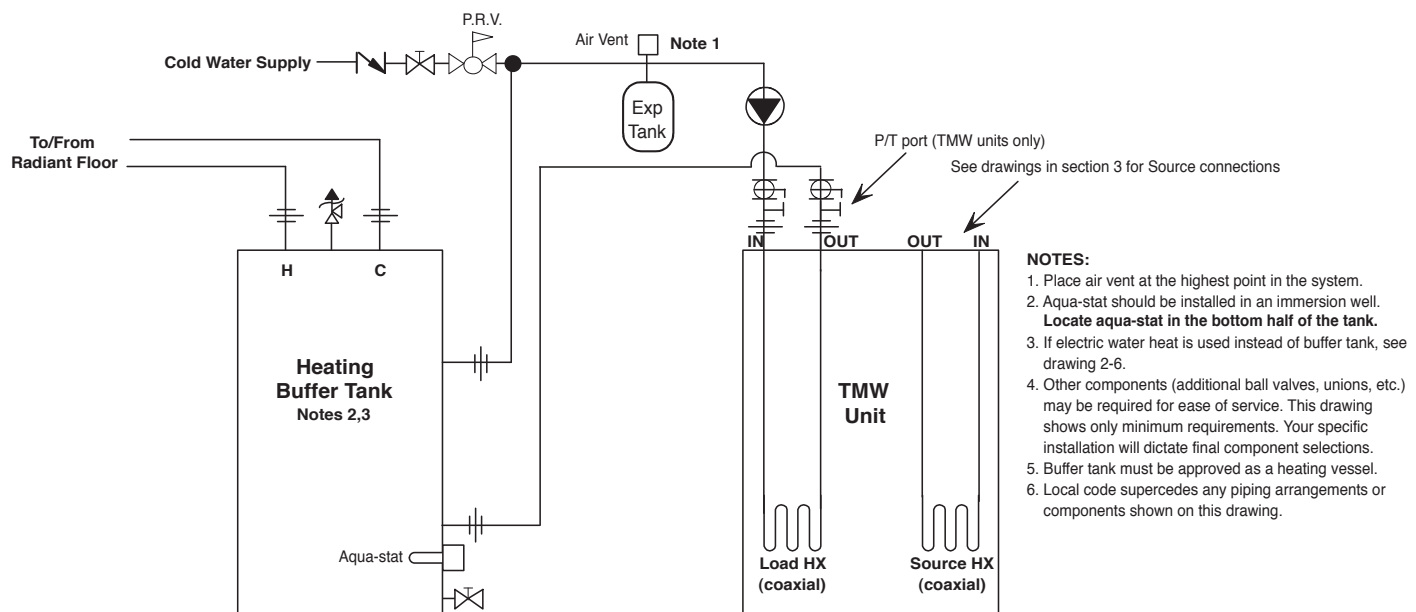 P.R.V.
Air Vent
Note 1
Cold Water Supply
Exp
Tank
To/From
Radiant Floor
P/T port (TMW units only)
See drawings in section 3 for Source connections
IN
OUT
OUT
IN
H
C
Heating
Buffer Tank
Notes 2,3
TMW
Unit
Aqua-stat
Load HX
(coaxial)
Source HX
(coaxial)
NOTES:
1. Place air vent at the highest point in the system.
2. Aqua-stat should be installed in an immersion well.
Locate aqua-stat in the bottom half of the tank.
3. If electric water heat is used instead of buffer tank, see
drawing 2-6.
4. Other components (additional ball valves, unions, etc.)
may be required for ease of service. This drawing
shows only minimum requirements. Your specific
installation will dictate final component selections.
5. Buffer tank must be approved as a heating vessel.
6. Local code supercedes any piping arrangements or
components shown on this drawing.